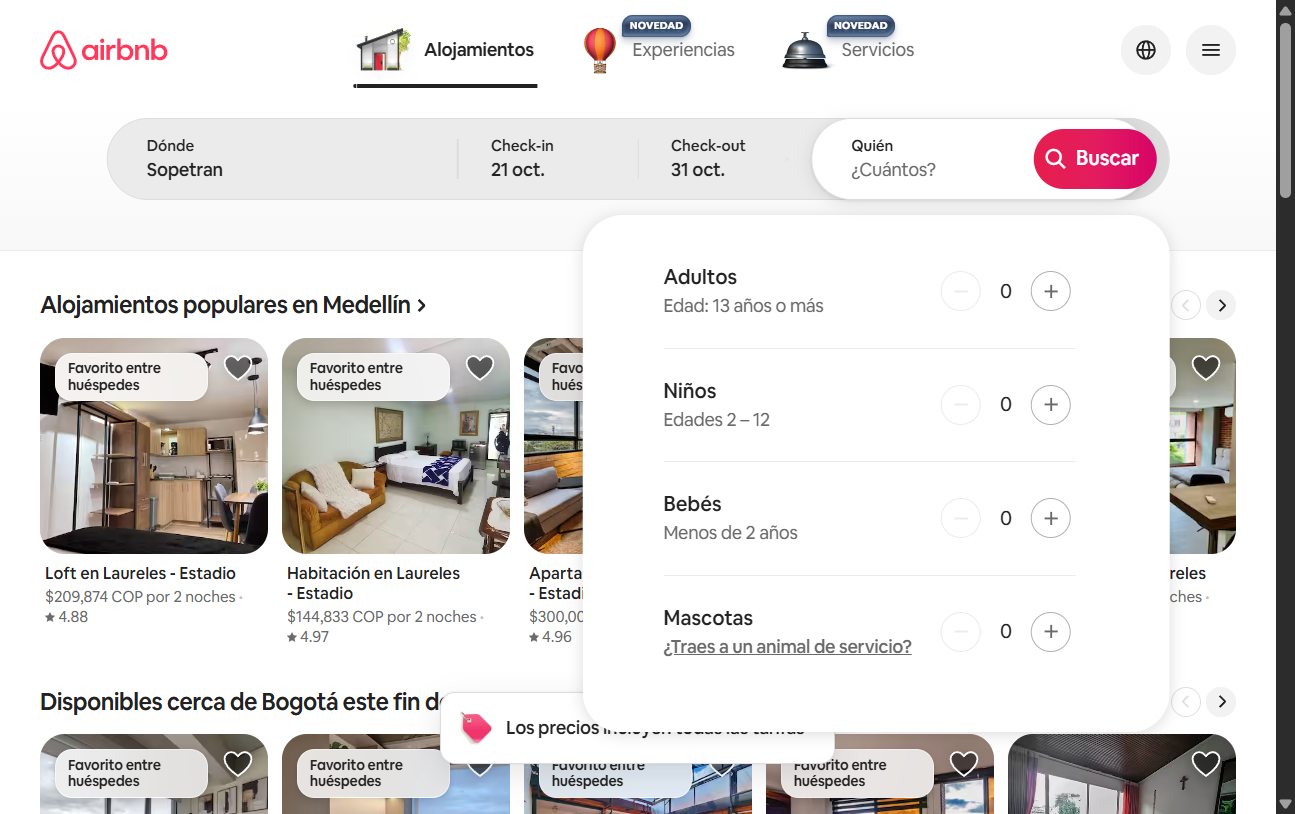 airbnb
Alojamientos
NOVEDAD
Experiencias
NOVEDAD
Servicios
Dónde
Sopetran
Check-in
21 oct.
Check-out
31 oct.
Quién
¿Cuántos?
Buscar
Adultos
Edad: 13 años o más
0
Niños
Edades 2 – 12
0
Bebés
Menos de 2 años
0
Mascotas
¿Traes a un animal de servicio?
0
Alojamientos populares en Medellín
Favorito entre
huéspedes
Loft en Laureles - Estadio
$209,874 COP por 2 noches ·
4.88
Favorito entre
huéspedes
Habitación en Laureles
- Estadio
$144,833 COP por 2 noches ·
4.97
Favo
hués
Aparta
- Estadi
$300,00
4.96
reles
ches ·
Disponibles cerca de Bogotá este fin d
Los precios incluyen todas las tarifas
Favorito entre
huéspedes
Favorito entre
huéspedes
Favorito entre
huéspedes
Favorito entre
huéspedes